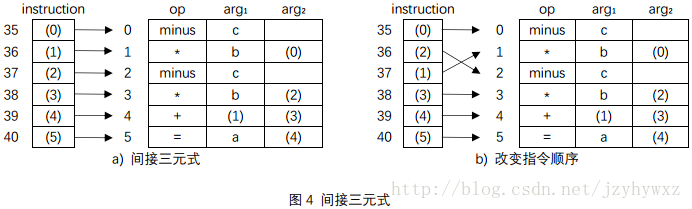 instruction op arg₁ arg₂
35 (0) 0 minus c
36 (1) 1 * b (0)
37 (2) 2 minus c
38 (3) 3 * b (2)
39 (4) 4 + (1) (3)
40 (5) 5 = a (4)
a) 间接三元式
instruction op arg₁ arg₂
35 (0) 0 minus c
36 (2) 1 * b (0)
37 (1) 2 minus c
38 (3) 3 * b (2)
39 (4) 4 + (1) (3)
40 (5) 5 = a (4)
b) 改变指令顺序
http://blog.csdn.net/jzyhywxz
图 4 间接三元式